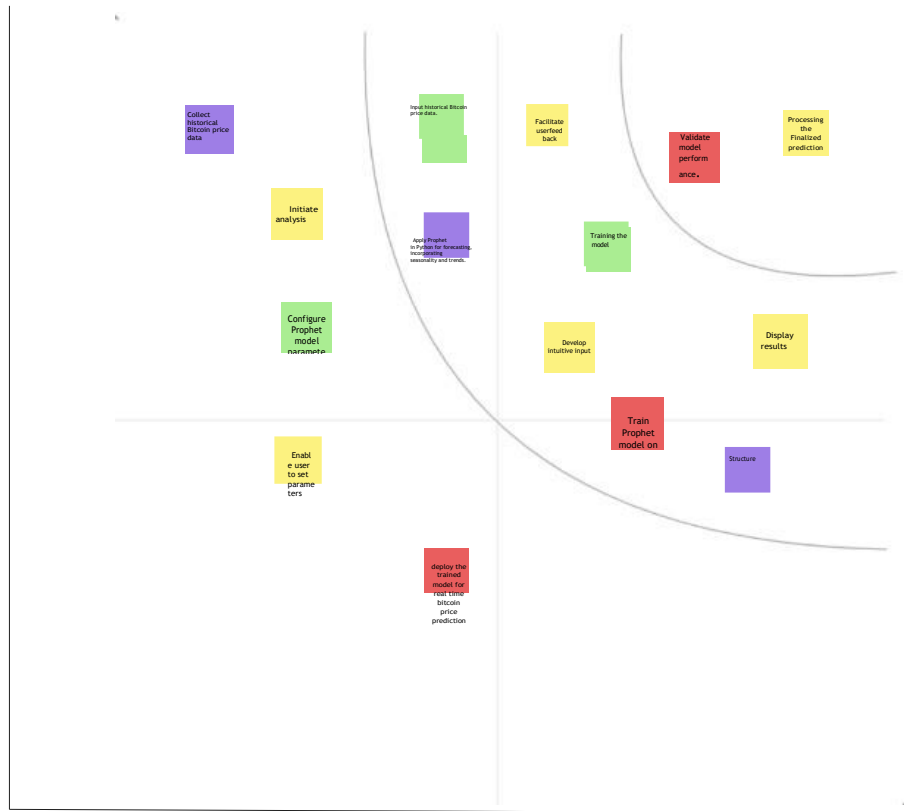 Collect
historical
Bitcoin price
data
Input historical Bitcoin
price data.
Facilitate
userfeed
back
Validate
model
perform
ance.
Processing
the
Finalized
prediction
Initiate
analysis
Apply Prophet
in Python for forecasting,
incorporating
seasonality and trends.
Training the
model
Configure
Prophet
model
paramete
Develop
intuitive input
Display
results
Train
Prophet
model on
Enabl
e user
to set
parame
ters
Structure
deploy the
trained
model for
real time
bitcoin
price
prediction